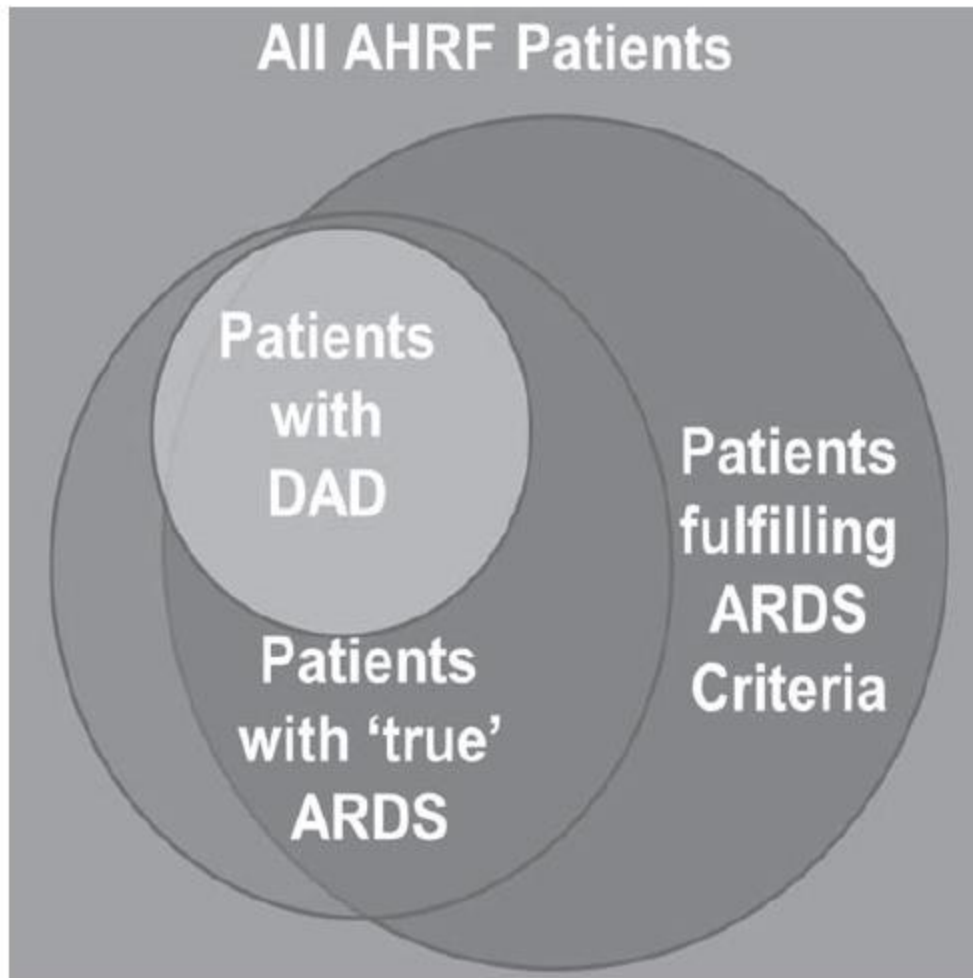 All AHRF Patients
Patients
with
DAD
Patients
fulfilling
ARDS
Criteria
Patients
with ‘true’
ARDS